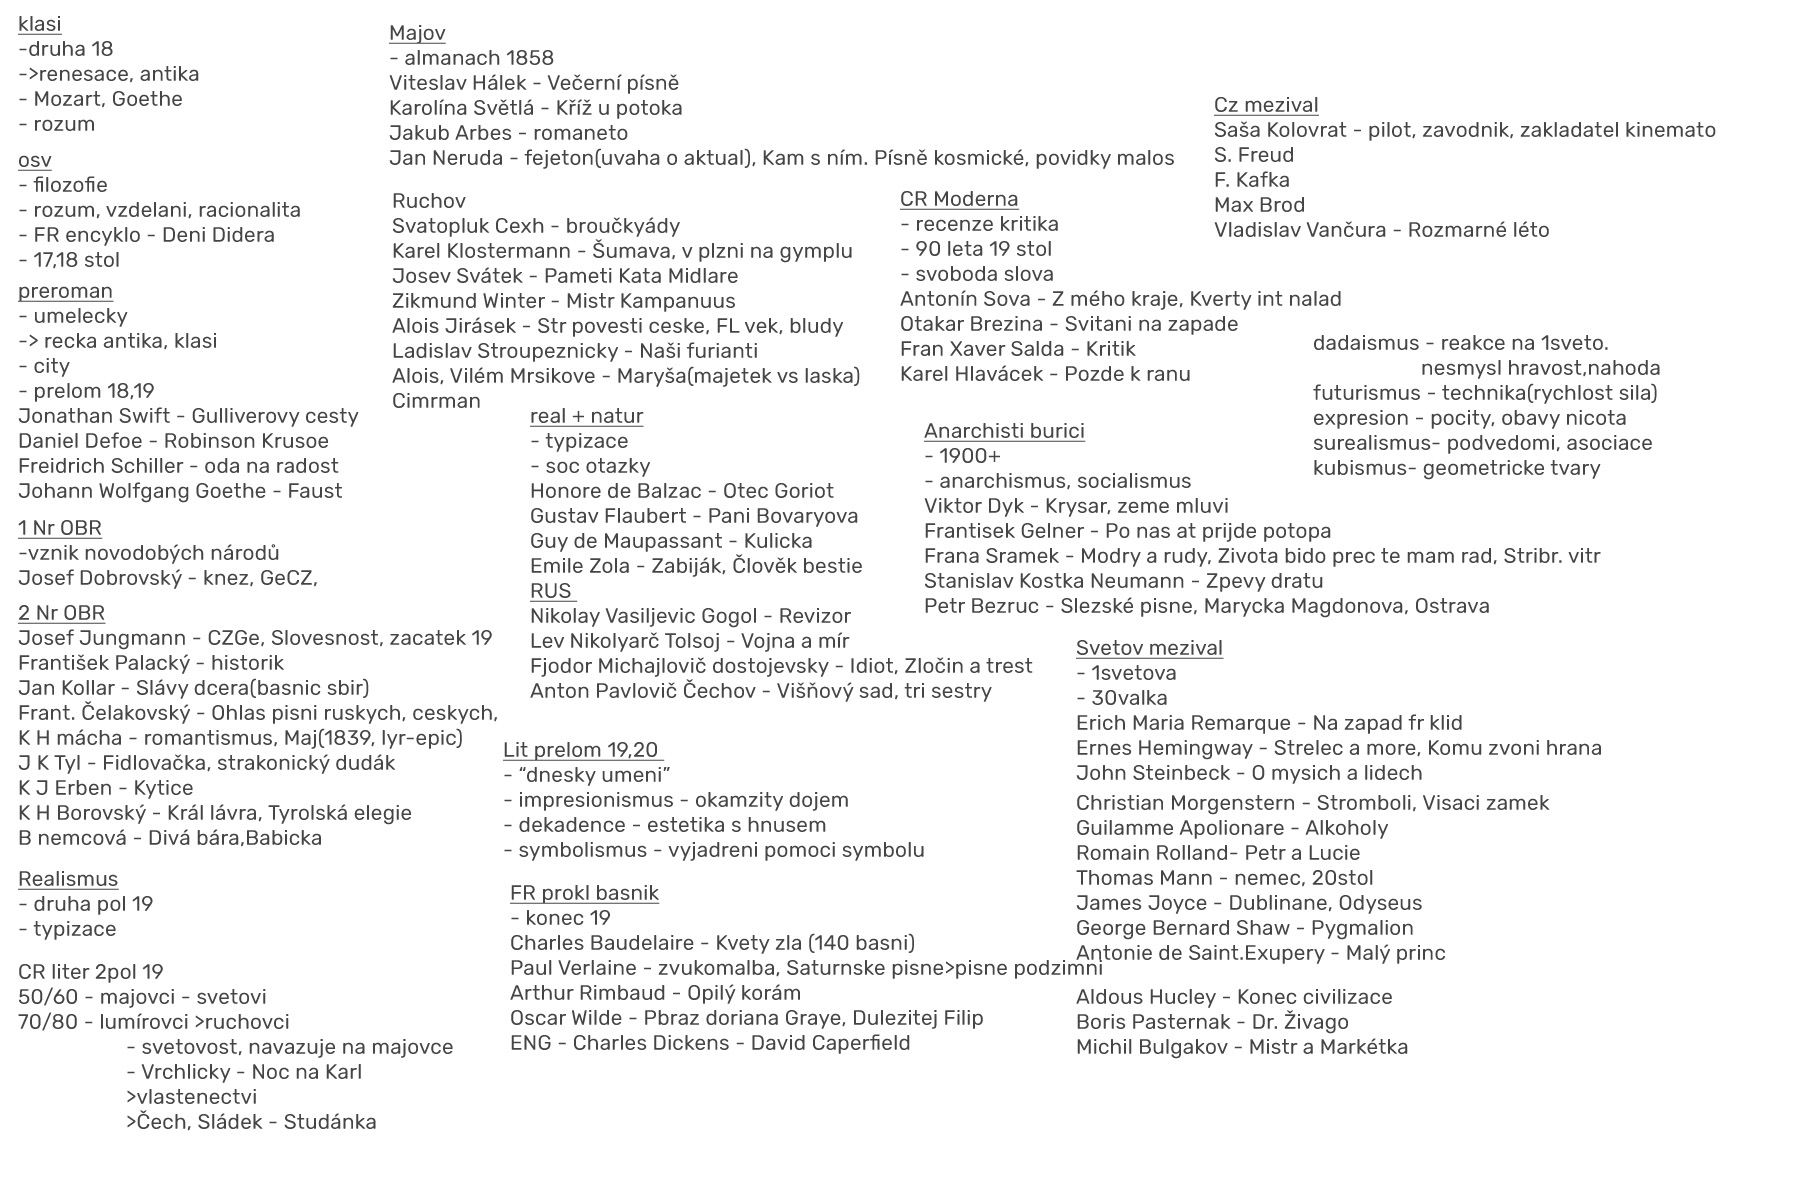 klasi
-druha 18
->renesace, antika
- Mozart, Goethe
- rozum
osv
- filozofie
- rozum, vzdelani, racionalita
- FR encyklo - Deni Didera
- 17,18 stol
preroman
- umelecky
-> recka antika, klasi
- city
- prelom 18,19
Jonathan Swift - Gulliverovy cesty
Daniel Defoe - Robinson Krusoe
Freidrich Schiller - oda na radost
Johann Wolfgang Goethe - Faust
1 Nr OBR
-vznik novodobých národů
Josef Dobrovský - knez, GeCZ,
2 Nr OBR
Josef Jungmann - CZGe, Slovesnost, zacatek 19
František Palacký - historik
Jan Kollar - Slávy dcera(basnic sbir)
Frant. Čelakovský - Ohlas pisni ruskych, ceskych,
K H mácha - romantismus, Maj(1839, lyr-epic)
J K Tyl - Fidlovačka, strakonický dudák
K J Erben - Kytice
K H Borovský - Král lávra, Tyrolská elegie
B nemcová - Divá bára,Babicka
Realismus
- druha pol 19
- typizace
CR liter 2pol 19
50/60 - majovci - svetovi
70/80 - lumírovci >ruchovci
- svetovost, navazuje na majovce
- Vrchlicky - Noc na Karl
>vlastenectvi
>Čech, Sládek - Studánka
Majov
- almanach 1858
Viteslav Hálek - Večerní písně
Karolína Světlá - Kříž u potoka
Jakub Arbes - romaneto
Jan Neruda - fejeton(uvaha o aktual), Kam s ním. Písně kosmické, povidky malos
Ruchov
Svatopluk Cexh - broučkyády
Karel Klostermann - Šumava, v plzni na gymplu
Josev Svátek - Pameti Kata Midlare
Zikmund Winter - Mistr Kampanuus
Alois Jirásek - Str povesti ceske, FL vek, bludy
Ladislav Stroupeznicky - Naši furianti
Alois, Vilém Mrsikove - Maryša(majetek vs laska)
Cimrman
real + natur
- typizace
- soc otazky
Honore de Balzac - Otec Goriot
Gustav Flaubert - Pani Bovaryova
Guy de Maupassant - Kulicka
Emile Zola - Zabiják, Člověk bestie
RUS
Nikolay Vasiljevic Gogol - Revizor
Lev Nikolyarč Tolsoj - Vojna a mír
Fjodor Michajlovič dostojevsky - Idiot, Zločin a trest
Anton Pavlovič Čechov - Višňový sad, tri sestry
Lit prelom 19,20
- “dnesky umeni”
- impresionismus - okamzity dojem
- dekadence - estetika s hnusem
- symbolismus - vyjadreni pomoci symbolu
FR prokl basnik
- konec 19
Charles Baudelaire - Kvety zla (140 basni)
Paul Verlaine - zvukomalba, Saturnske pisne>pisne podzimni
Arthur Rimbaud - Opilý korám
Oscar Wilde - Pbraz doriana Graye, Dulezitej Filip
ENG - Charles Dickens - David Caperfield
CR Moderna
- recenze kritika
- 90 leta 19 stol
- svoboda slova
Antonín Sova - Z mého kraje, Kverty int nalad
Otakar Brezina - Svitani na zapade
Fran Xaver Salda - Kritik
Karel Hlavácek - Pozde k ranu
Anarchisti burici
- 1900+
- anarchismus, socialismus
Viktor Dyk - Krysar, zeme mluvi
Frantisek Gelner - Po nas at prijde potopa
Frana Sramek - Modry a rudy, Zivota bido prec te mam rad, Stribr. vitr
Stanislav Kostka Neumann - Zpevy dratu
Petr Bezruc - Slezské pisne, Marycka Magdonova, Ostrava
Cz mezival
Saša Kolovrat - pilot, zavodnik, zakladatel kinemato
S. Freud
F. Kafka
Max Brod
Vladislav Vančura - Rozmarné léto
dadaismus - reakce na 1sveto.
nesmysl hravost,nahoda
futurismus - technika(rychlost sila)
expresion - pocity, obavy nicota
surealismus- podvedomi, asociace
kubismus- geometricke tvary
Svetov mezival
- 1svetova
- 30valka
Erich Maria Remarque - Na zapad fr klid
Ernes Hemingway - Strelec a more, Komu zvoni hrana
John Steinbeck - O mysich a lidech
Christian Morgenstern - Stromboli, Visaci zamek
Guilamme Apolionare - Alkoholy
Romain Rolland- Petr a Lucie
Thomas Mann - nemec, 20stol
James Joyce - Dublinane, Odyseus
George Bernard Shaw - Pygmalion
Antonie de Saint.Exupery - Malý princ
Aldous Hucley - Konec civilizace
Boris Pasternak - Dr. Živago
Michil Bulgakov - Mistr a Markétka